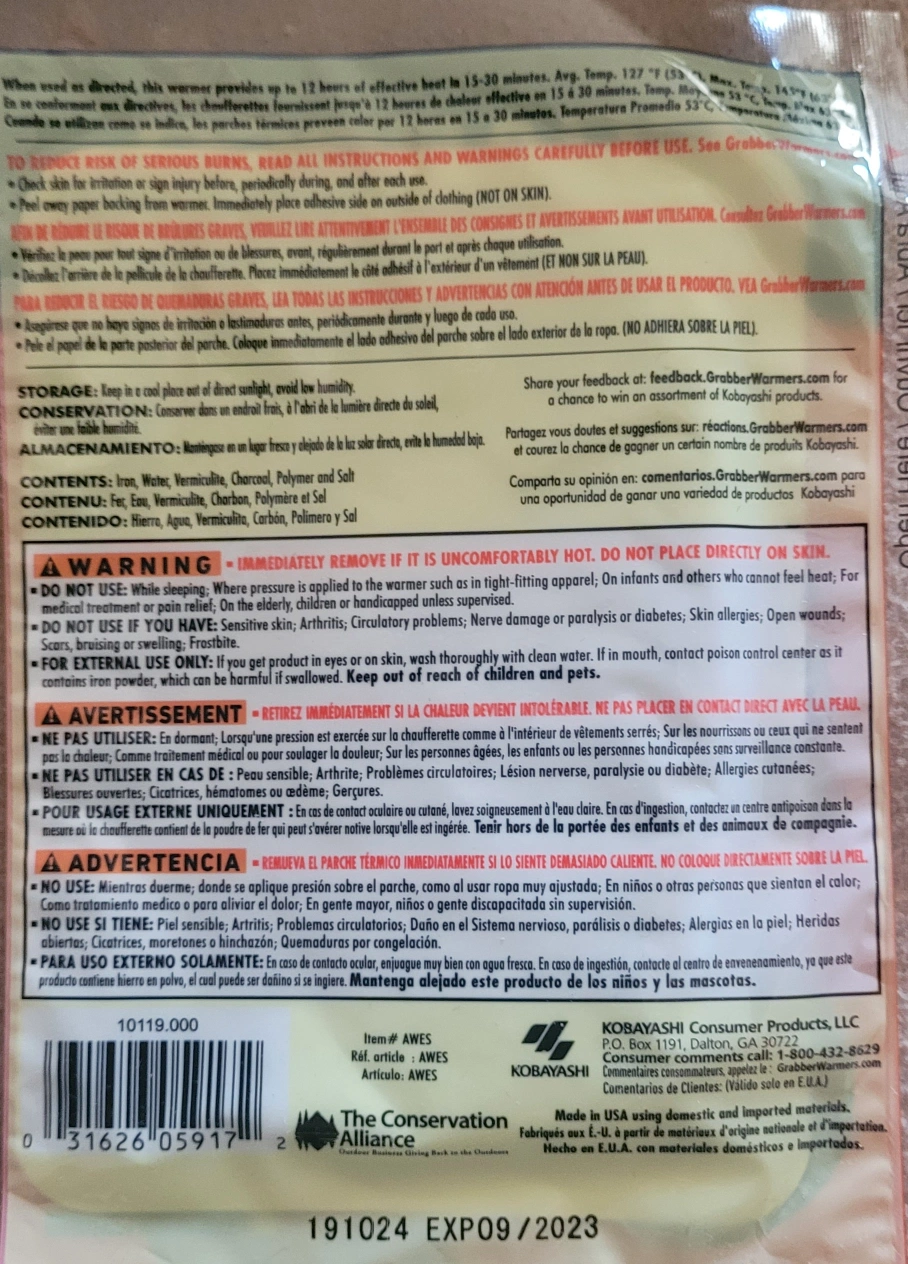 When used as directed, this warmer provides up to 12 hours of effective heat in 15-30 minutes. Avg. Temp. 127 °F (53
En se conformant aux directives, les chaufferettes fournissent jusqu'à 12 heures de chaleur effective en 15 à 30 minutes. Temp.
Cuando se utilizan como se indica, los parches térmicos proveen calor por 12 horas en 15 a 30 minutos. Temperatura Promedio 53°C,
TO REDUCE RISK OF SERIOUS BURNS, READ ALL INSTRUCTIONS AND WARNINGS CAREFULLY BEFORE USE. See
• Check skin for irritation or sign injury before, periodically during, and after each use.
• Peel away paper backing from warmer. Immediately place adhesive side on outside of clothing (NOT ON SKIN).
AFIN DE RÉDUIRE LE RISQUE DE BRÛLURES GRAVES, VEUILLEZ LIRE ATTENTIVEMENT L'ENSEMBLE DES CONSIGNES ET AVERTISSEMENTS AVANT UTILISATION. Consultez GrabberWarmers.com
• Vérifiez la peau pour tout signe d'irritation ou de blessures, avant, régulièrement durant le port et après chaque utilisation.
• Décollez l'arrière de la pellicule de la chaufferette. Placez immédiatement le côté adhésif à l'extérieur d'un vêtement (ET NON SUR LA PEAU).
PARA REDUCIR EL RIESGO DE QUEMADURAS GRAVES, LEA TODAS LAS INSTRUCCIONES Y ADVERTENCIAS CON ATENCIÓN ANTES DE USAR EL PRODUCTO. VEA GrabberWarmers.com
• Asegúrese que no haya signos de irritación o lastimaduras antes, periódicamente durante y luego de cada uso.
• Pele el papel de la parte posterior del parche. Coloque inmediatamente el lado adhesivo del parche sobre el lado exterior de la ropa. (NO ADHIERA SOBRE LA PIEL).
STORAGE: Keep in a cool place out of direct sunlight, avoid low humidity.
CONSERVATION: Conserver dans un endroit frais, à l'abri de la lumière directe du soleil,
éviter une faible humidité.
ALMACENAMIENTO: Manténgase en un lugar fresco y alejado de la luz solar directa, evite la humedad baja.
CONTENTS: Iron, Water, Vermiculite, Charcoal, Polymer and Salt
CONTENU: Fer, Eau, Vermiculite, Charbon, Polymère et Sel
CONTENIDO: Hierro, Agua, Vermiculita, Carbón, Polímero y Sal
Share your feedback at: feedback.GrabberWarmers.com for
a chance to win an assortment of Kobayashi products.
Partagez vous doutes et suggestions sur: réactions.GrabberWarmers.com
et courez la chance de gagner un certain nombre de produits Kobayashi.
Comparta su opinión en: comentarios.GrabberWarmers.com para
una oportunidad de ganar una variedad de productos Kobayashi
WARNING - IMMEDIATELY REMOVE IF IT IS UNCOMFORTABLY HOT. DO NOT PLACE DIRECTLY ON SKIN.
▪ DO NOT USE: While sleeping; Where pressure is applied to the warmer such as in tight-fitting apparel; On infants and others who cannot feel heat; For
medical treatment or pain relief; On the elderly, children or handicapped unless supervised.
▪ DO NOT USE IF YOU HAVE: Sensitive skin; Arthritis; Circulatory problems; Nerve damage or paralysis or diabetes; Skin allergies; Open wounds;
Scars, bruising or swelling; Frostbite.
▪ FOR EXTERNAL USE ONLY: If you get product in eyes or on skin, wash thoroughly with clean water. If in mouth, contact poison control center as it
contains iron powder, which can be harmful if swallowed. Keep out of reach of children and pets.
AVERTISSEMENT ▪ RETIREZ IMMÉDIATEMENT SI LA CHALEUR DEVIENT INTOLÉRABLE. NE PAS PLACER EN CONTACT DIRECT AVEC LA PEAU.
▪ NE PAS UTILISER: En dormant; Lorsqu'une pression est exercée sur la chaufferette comme à l'intérieur de vêtements serrés; Sur les nourrissons ou ceux qui ne sentent
pas la chaleur; Comme traitement médical ou pour soulager la douleur; Sur les personnes âgées, les enfants ou les personnes handicapées sans surveillance constante.
▪ NE PAS UTILISER EN CAS DE : Peau sensible; Arthrite; Problèmes circulatoires; Lésion nerverse, paralysie ou diabète; Allergies cutanées;
Blessures ouvertes; Cicatrices, hématomes ou œdème; Gerçures.
▪ POUR USAGE EXTERNE UNIQUEMENT : En cas de contact oculaire ou cutané, lavez soigneusement à l'eau claire. En cas d'ingestion, contactez un centre antipoison dans la
mesure où la chaufferette contient de la poudre de fer qui peut s'avérer notive lorsqu'elle est ingérée. Tenir hors de la portée des enfants et des animaux de compagnie.
ADVERTENCIA ▪ REMUEVA EL PARCHE TÉRMICO INMEDIATAMENTE SI LO SIENTE DEMASIADO CALIENTE. NO COLOQUE DIRECTAMENTE SOBRE LA PIEL.
▪ NO USE: Mientras duerme; donde se aplique presión sobre el parche, como al usar ropa muy ajustada; En niños o otras personas que sientan el calor;
Como tratamiento medico o para aliviar el dolor; En gente mayor, niños o gente discapacitada sin supervisión.
▪ NO USE SI TIENE: Piel sensible; Artritis; Problemas circulatorios; Daño en el Sistema nervioso, parálisis o diabetes; Alergias en la piel; Heridas
abiertas; Cicatrices, moretones o hinchazón; Quemaduras por congelación.
▪ PARA USO EXTERNO SOLAMENTE: En caso de contacto ocular, enjuague muy bien con agua fresca. En caso de ingestión, contacte al centro de envenenamiento, ya que este
producto contiene hierro en polvo, el cual puede ser dañino si se ingiere. Mantenga alejado este producto de los niños y las mascotas.
10119.000
0 31626 05917 2
Item# AWES
Réf. article : AWES
Artículo: AWES
The Conservation
Alliance
Outdoor Business Giving Back to the Outdoors
KOBAYASHI
KOBAYASHI Consumer Products, LLC
P.O. Box 1191, Dalton, GA 30722
Consumer comments call: 1-800-432-8629
Commentaires consommateurs, appelez le : GrabberWarmers.com
Comentarios de Clientes: (Válido solo en E.U.A.)
Made in USA using domestic and imported materials.
Fabriqués aux É.-U. à partir de matériaux d'origine nationale et d'importation.
Hecho en E.U.A. con materiales domésticos e importados.
191024 EXP09/2023